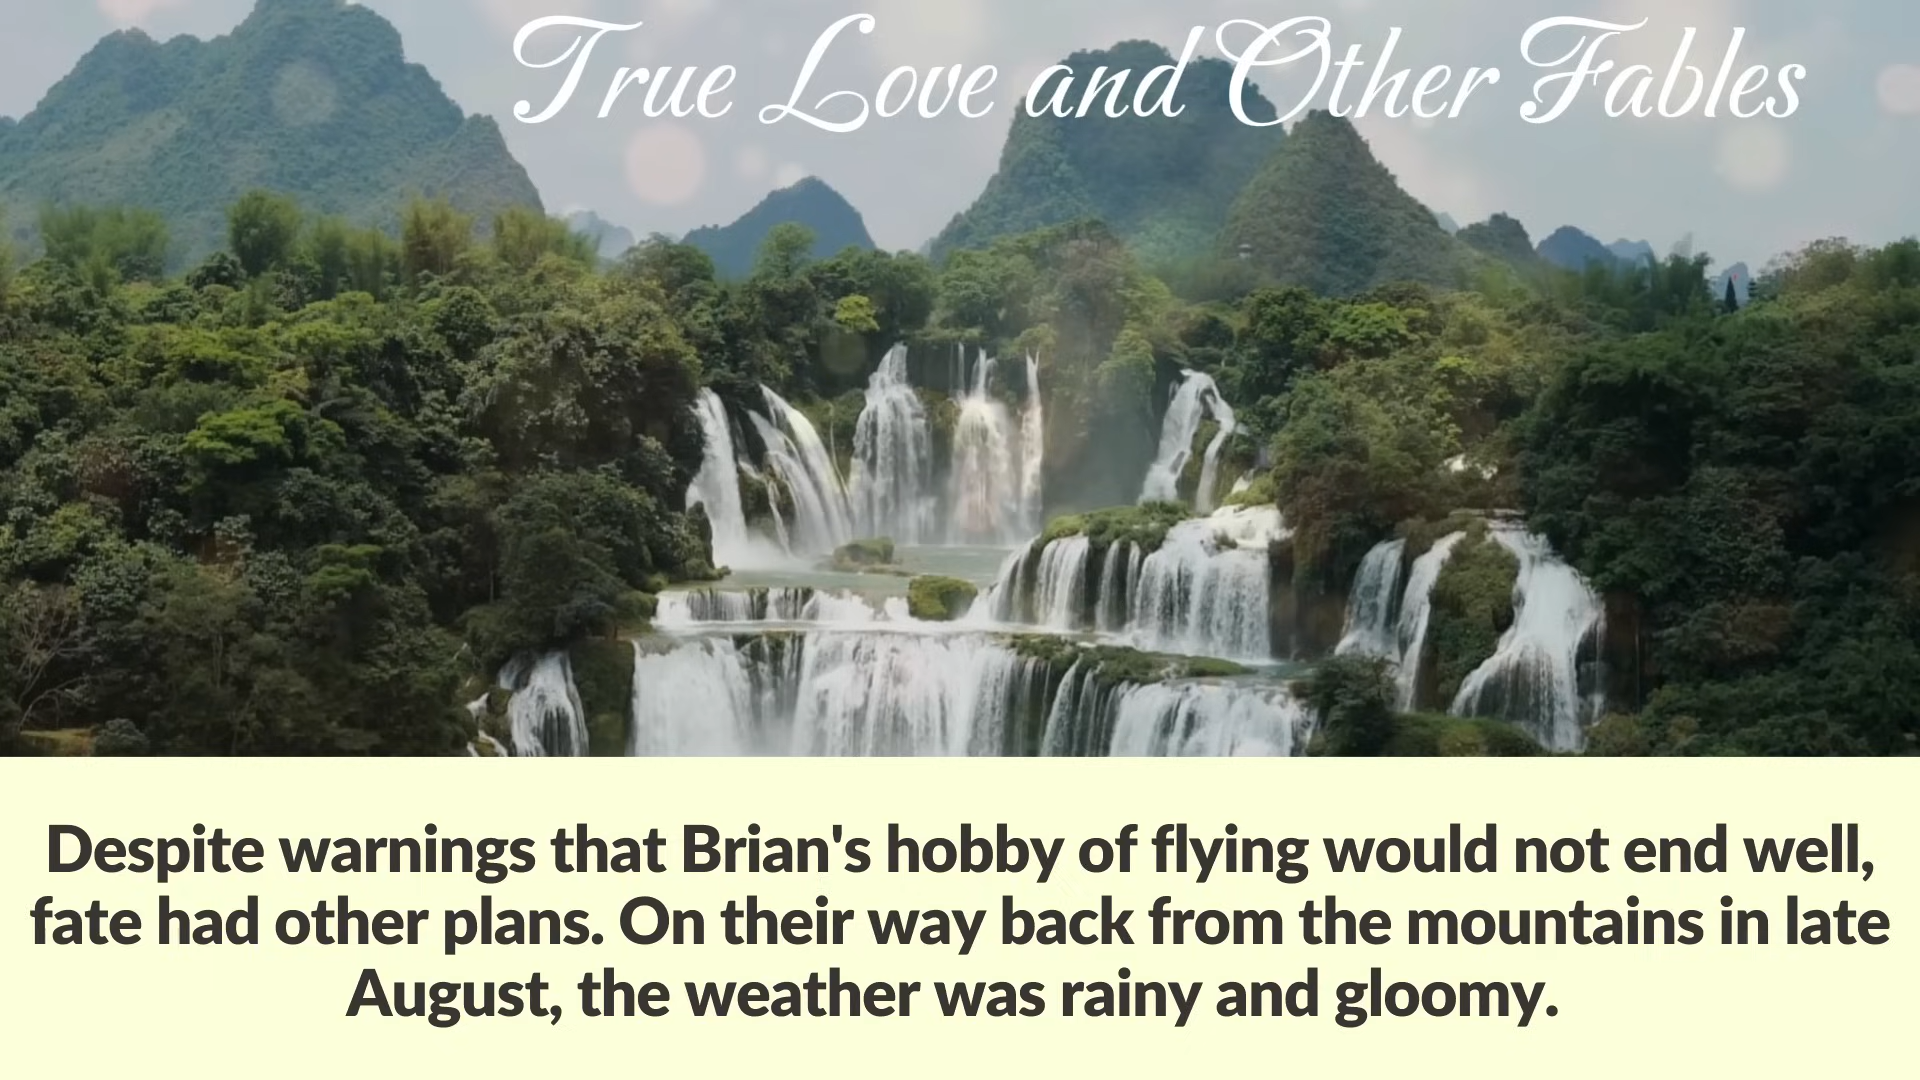 True Love and Other Fables
Despite warnings that Brian's hobby of flying would not end well,
fate had other plans. On their way back from the mountains in late
August, the weather was rainy and gloomy.